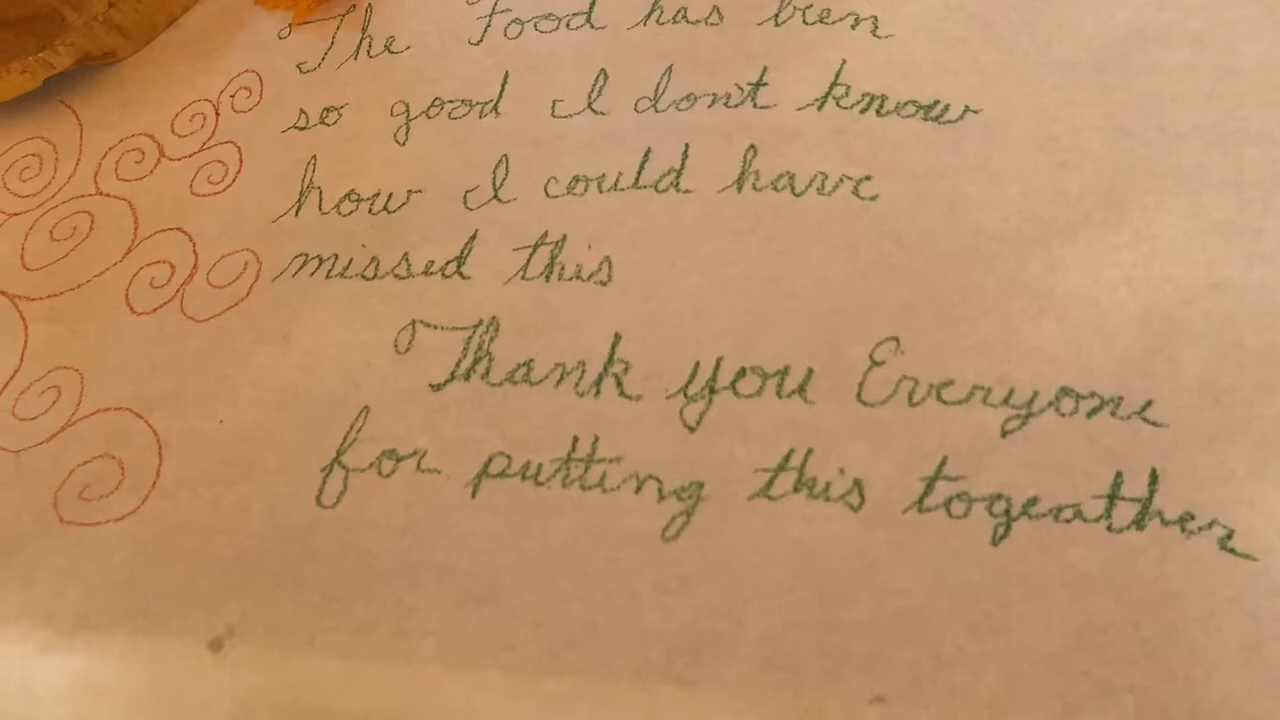 The Food has been
so good I don't know
how I could have
missed this
Thank you Everyone
for putting this togeather